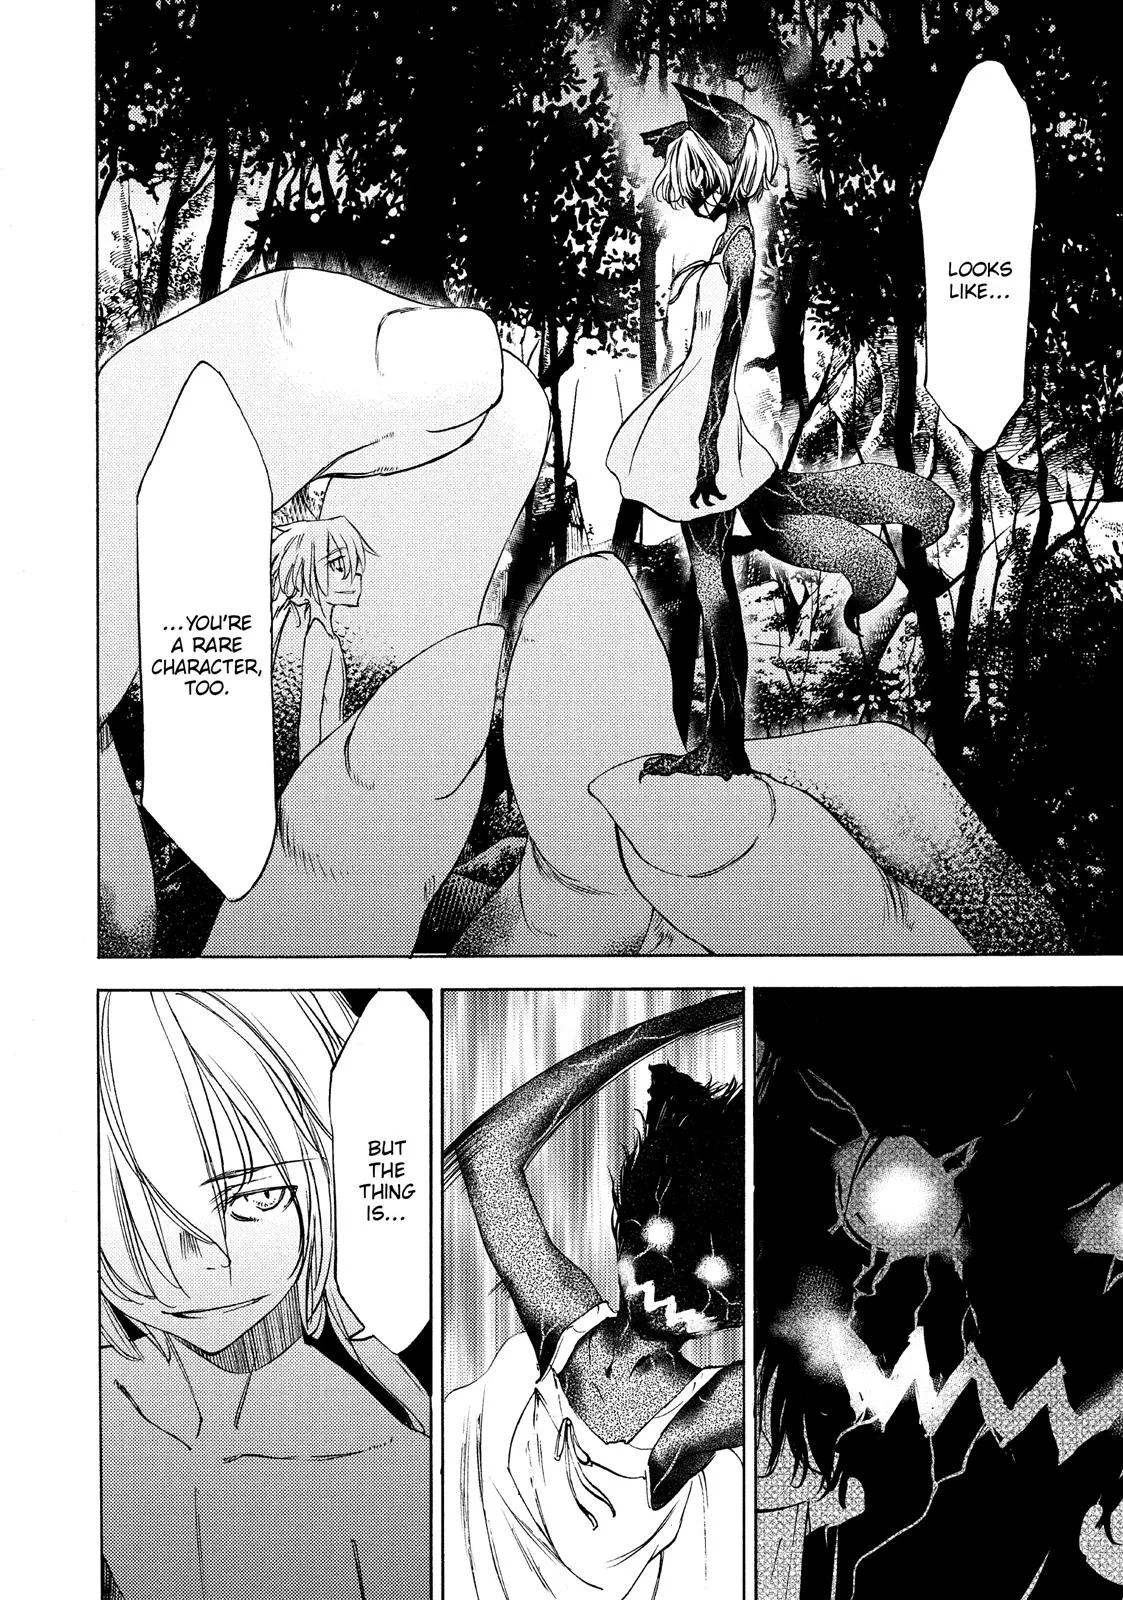 LOOKS
LIKE...
...YOU'RE
A RARE
CHARACTER,
TOO.
BUT THE
THING
IS...